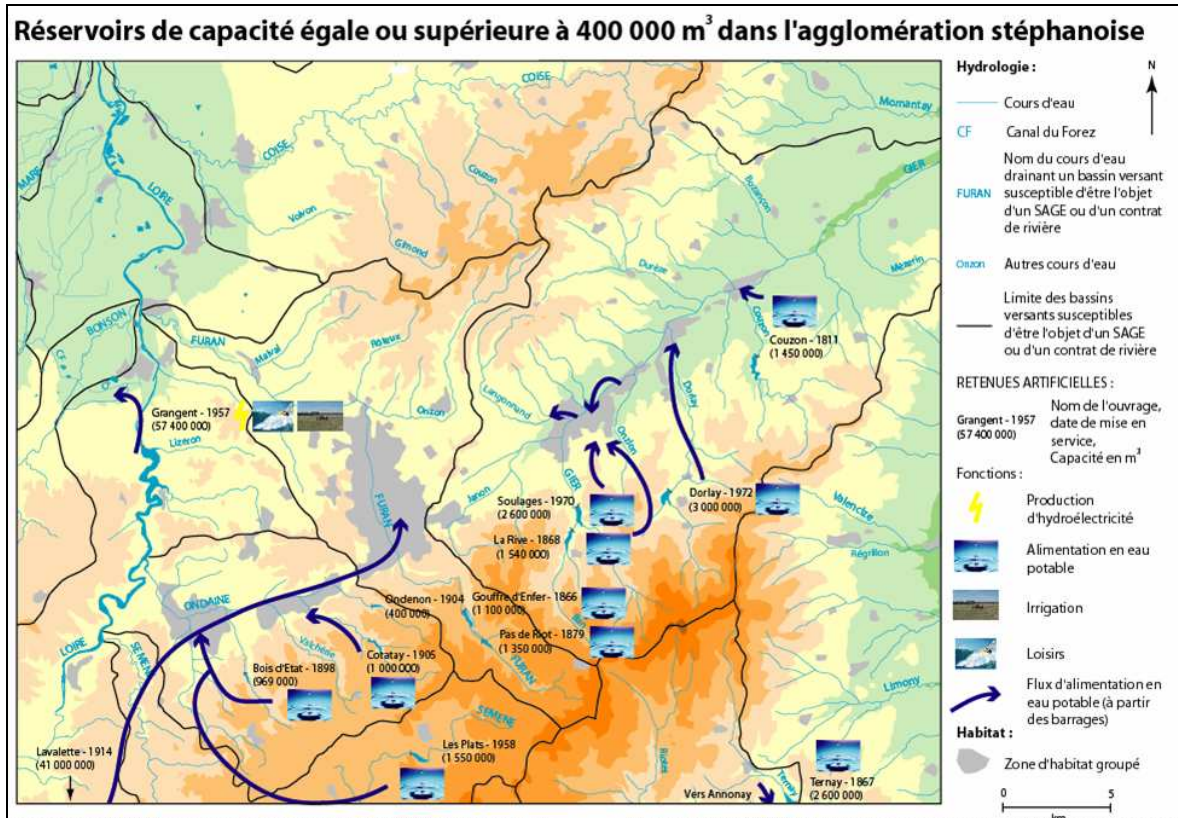 Réservoirs de capacité égale ou supérieure à 400 000 m³ dans l'agglomération stéphanoise
COISE
Mornantay
COISE
MARE
LOIRE
Couzon
Bozançon
GIER
Volvon
Gimond
Durèze
Mézerin
BONSON
CF
FURAN
Malval
Couzon
Couzon - 1811
(1 450 000)
Langonnand
Dorlay
Onzon
Onzion
Grangent - 1957
(57 400 000)
Lizeron
FURAN
GIER
Janon
Soulages - 1970
(2 600 000)
Dorlay - 1972
(3 000 000)
Valencize
La Rive - 1868
(1 540 000)
Régrillon
ONDAINE
Ondenon - 1904
(400 000)
Gouffre d'Enfer - 1866
(1 100 000)
Pas de Riot - 1879
(1 350 000)
LOIRE
Valchérie
Cotatay - 1905
(1 000 000)
FURAN
Bois d'Etat - 1898
(969 000)
Limony
SEMENE
Lavalette - 1914
(41 000 000)
Les Plats - 1958
(1 550 000)
Ternay
Vers Annonay
Ternay - 1867
(2 600 000)
Hydrologie :
N
Cours d'eau
CF
Canal du Forez
FURAN
Nom du cours d'eau
drainant un bassin versant
susceptible d'être l'objet
d'un SAGE ou d'un contrat
de rivière
Onzon
Autres cours d'eau
Limite des bassins
versants susceptibles
d'être l'objet d'un SAGE
ou d'un contrat de rivière
RETENUES ARTIFICIELLES :
Grangent - 1957
(57 400 000)
Nom de l'ouvrage,
date de mise en
service,
Capacité en m³
Fonctions :
Production
d'hydroélectricité
Alimentation en eau
potable
Irrigation
Loisirs
Flux d'alimentation en
eau potable (à partir
des barrages)
Habitat :
Zone d'habitat groupé
0 5
km